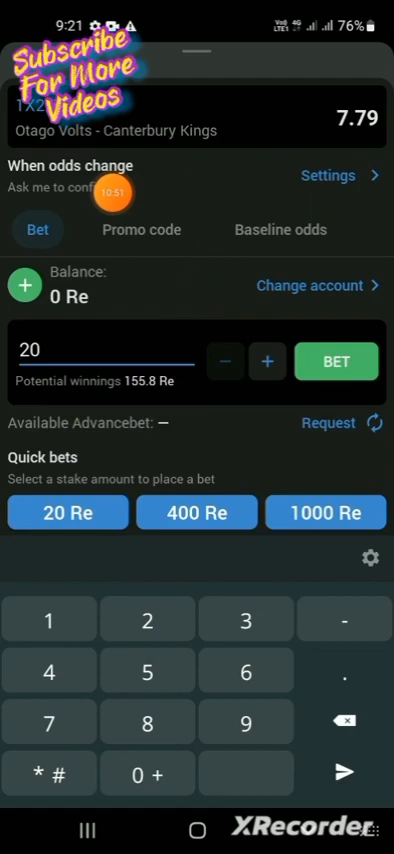 9:21
VoB LTE1 4G 76%
Subscribe
For More
Videos
1X2
Otago Volts - Canterbury Kings
7.79
When odds change
Ask me to conf
10:51
Settings
Bet
Promo code
Baseline odds
Balance:
0 Re
Change account
20
BET
Potential winnings 155.8 Re
Available Advancebet: –
Request
Quick bets
Select a stake amount to place a bet
20 Re
400 Re
1000 Re
1 2 3 -
4 5 6 .
7 8 9
* # 0 +
XRecorder